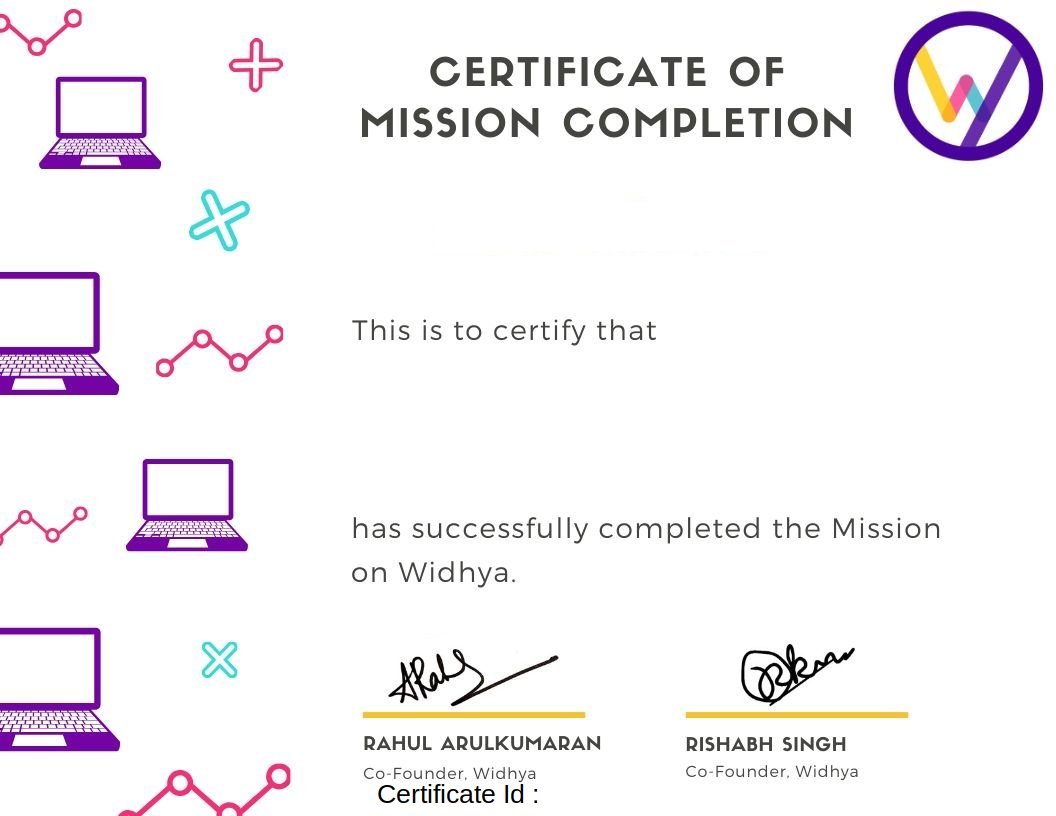 CERTIFICATE OF
MISSION COMPLETION
This is to certify that
has successfully completed the Mission
on Widhya.
RAHUL ARULKUMARAN
Co-Founder, Widhya
RISHABH SINGH
Co-Founder, Widhya
Certificate Id :